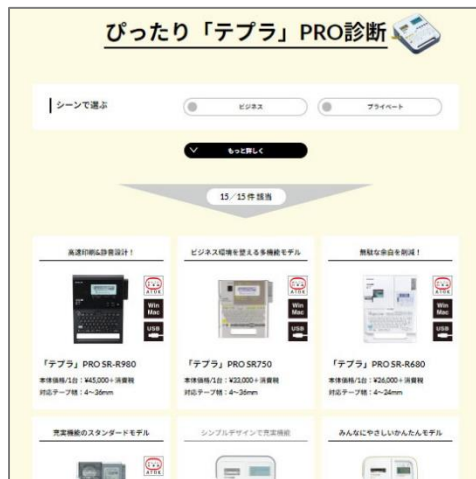 ぴったり「テプラ」PRO診断
シーンで選ぶ
ビジネス
プライベート
もっと詳しく
15／15件 該当
高速印刷&静音設計！
ビジネス環境を整える多機能モデル
無駄な余白を削減！
ATOK
Win
Mac
USB
Win
Mac
USB
ATOK
Win
Mac
USB
「テプラ」PRO SR-R980
「テプラ」PRO SR750
「テプラ」PRO SR-R680
本体価格/1台：¥45,000＋消費税
本体価格/1台：¥22,000＋消費税
本体価格/1台：¥26,000＋消費税
対応テープ幅：4～36mm
対応テープ幅：4～36mm
対応テープ幅：4～24mm
充実機能のスタンダードモデル
シンプルデザインで充実機能
みんなにやさしいかんたんモデル
ATOK